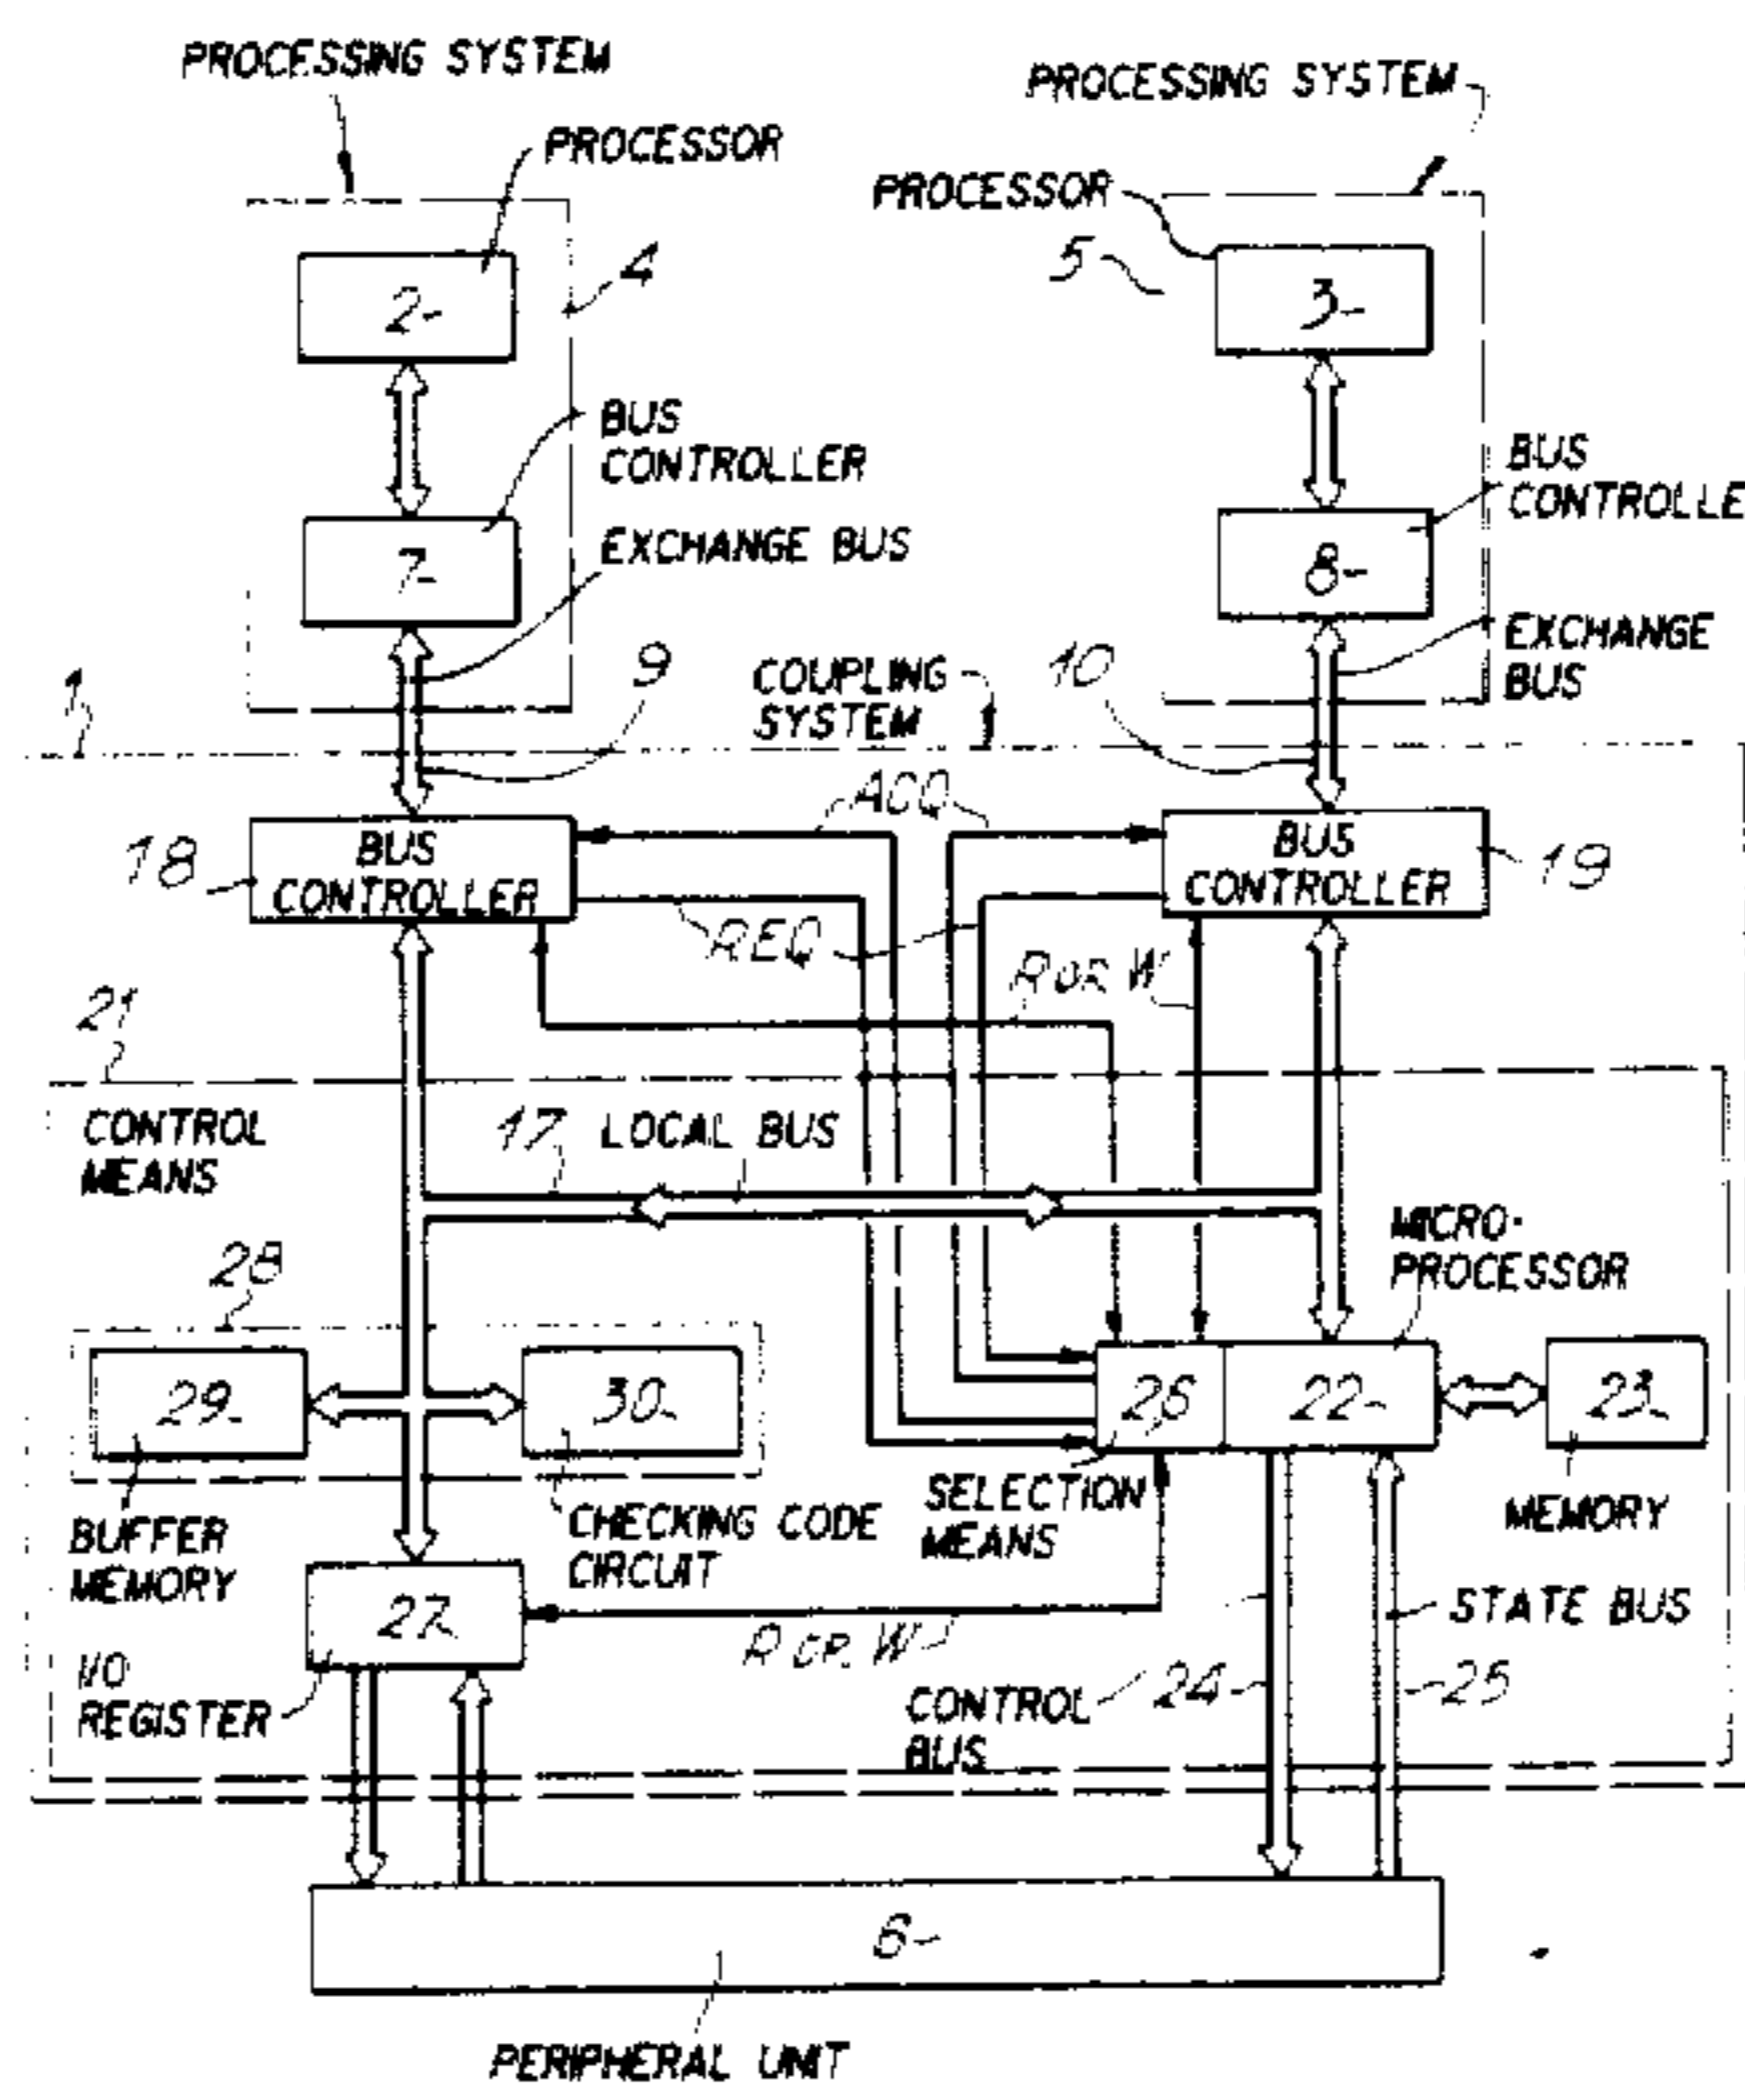 PROCESSING SYSTEM
PROCESSING SYSTEM
PROCESSOR
PROCESSOR
4
5
2
3
BUS
CONTROLLER
BUS
CONTROLLE
7
EXCHANGE BUS
8
EXCHANGE
BUS
1
9
COUPLING
SYSTEM
10
18
BUS
CONTROLLER
ACQ
BUS
CONTROLLER
19
REQ
R OR W
21
CONTROL
MEANS
17
LOCAL BUS
MICRO-
PROCESSOR
28
29
30
26
22
23
BUFFER
MEMORY
CHECKING CODE
CIRCUIT
SELECTION
MEANS
MEMORY
27
R OR W
STATE BUS
I/O
REGISTER
CONTROL
BUS
24
25
6
PERIPHERAL UNIT